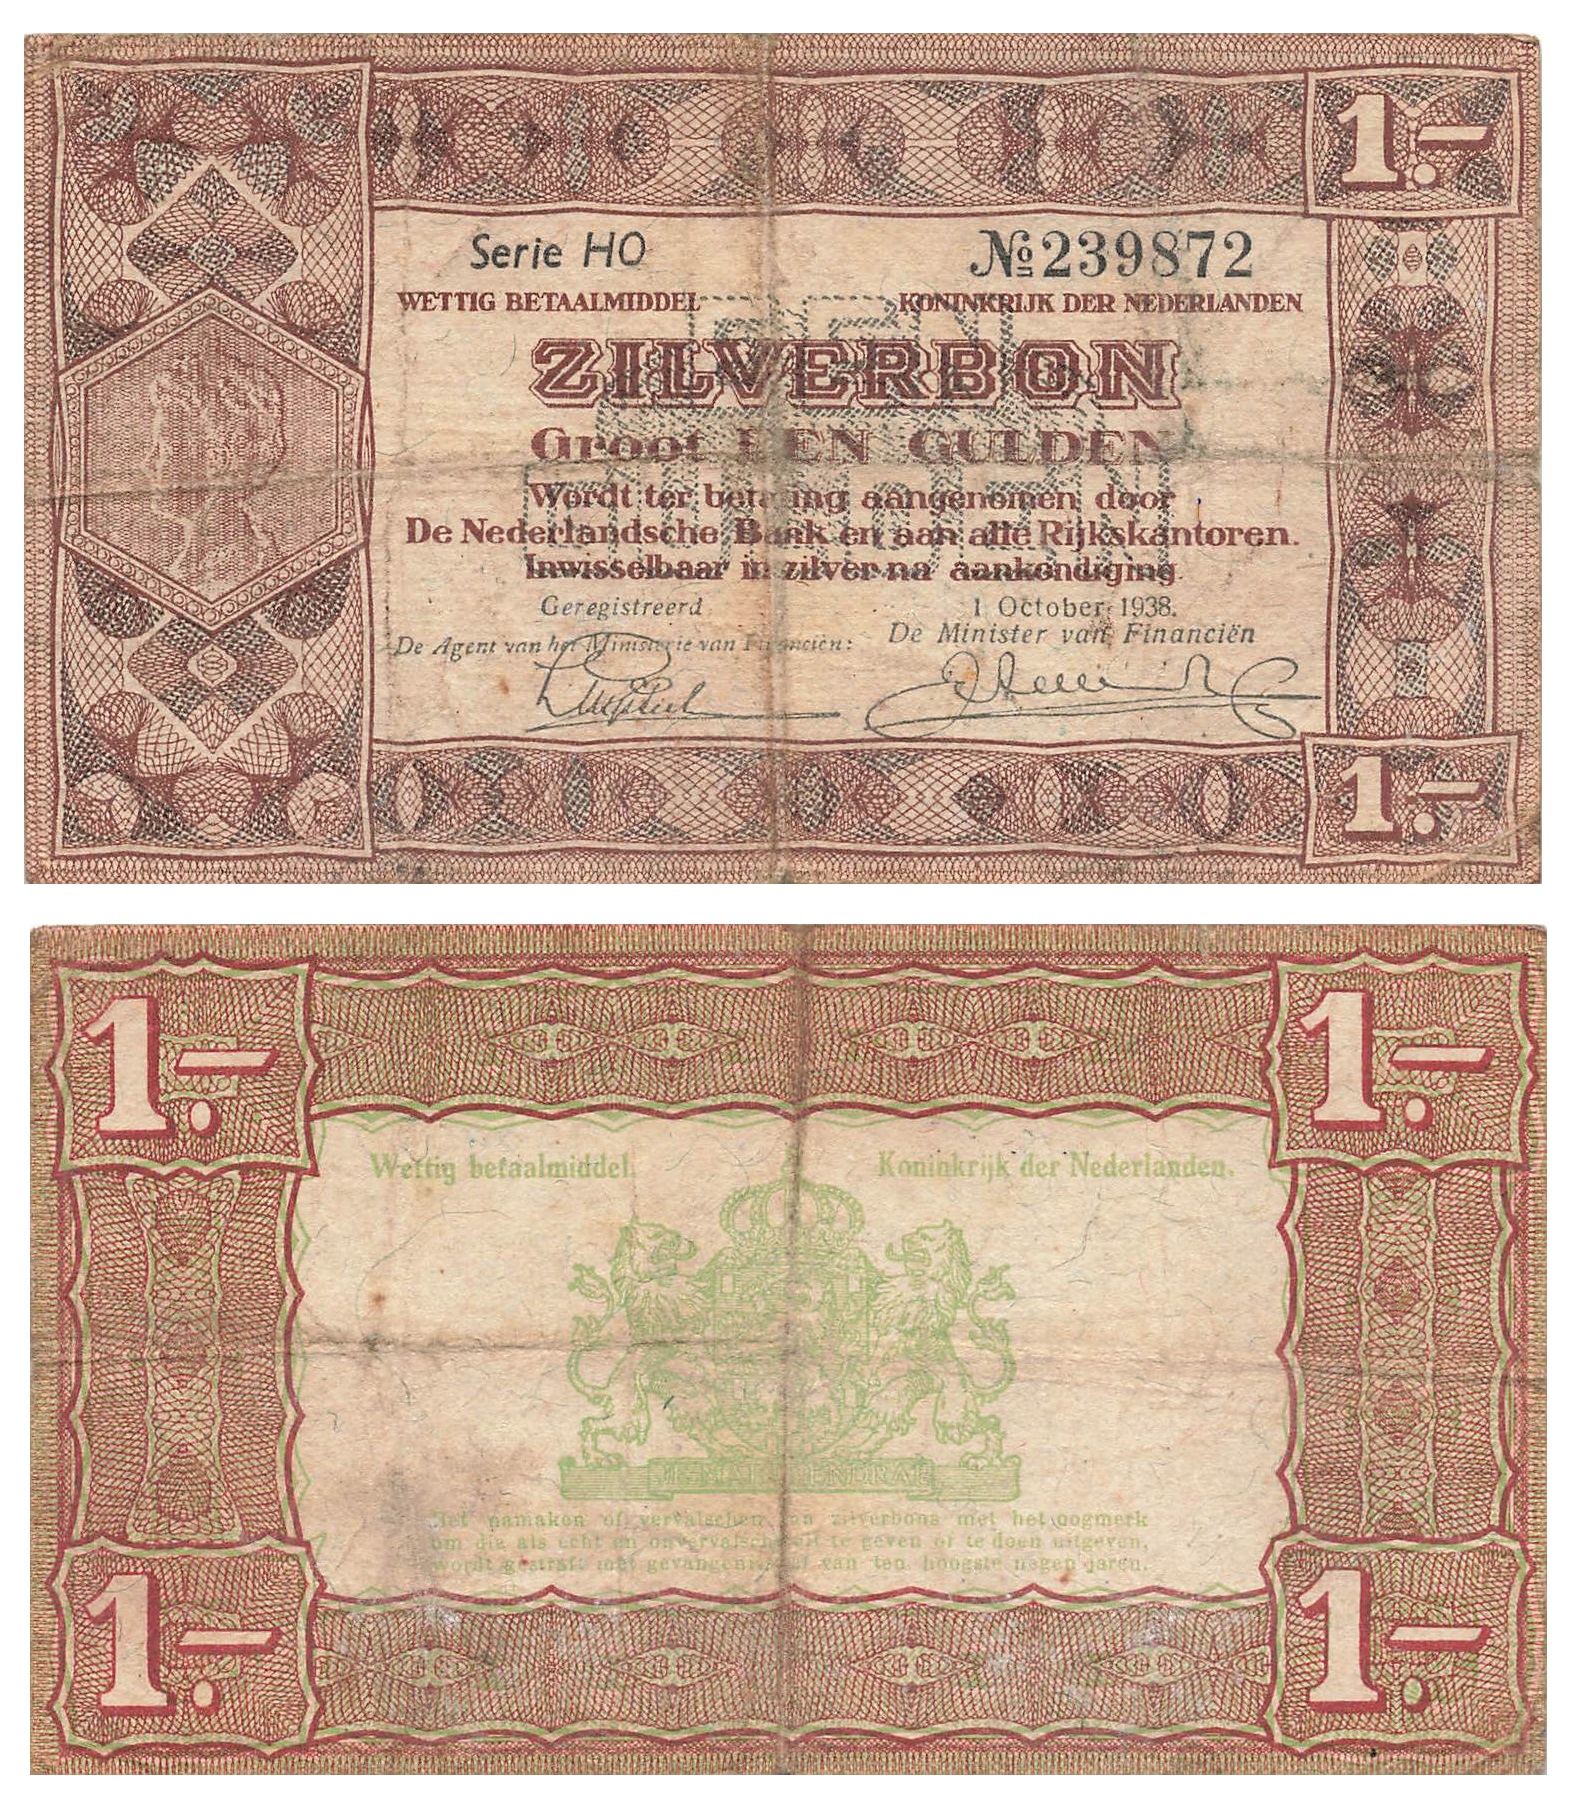 1.-
Serie HO
№ 239872
WETTIG BETAALMIDDEL
KONINKRIJK DER NEDERLANDEN
ZILVERBON
Groot EEN GULDEN
Wordt ter betaling aangenomen door
De Nederlandsche Bank en aan alle Rijkskantoren.
Inwisselbaar in zilver na aankondiging
Geregistreerd
1 October 1938.
De Agent van het Ministerie van Financiën:
De Minister van Financiën
1.-
1.-
1.-
Wettig betaalmiddel
Koninkrijk der Nederlanden.
JE MAINTIENDRAI
Het namaken of vervalschen van zilverbons met het oogmerk
om die als echt en onvervalscht uit te geven of te doen uitgeven,
wordt gestraft met gevangenisstraf van ten hoogste negen jaren.
1.-
1.-